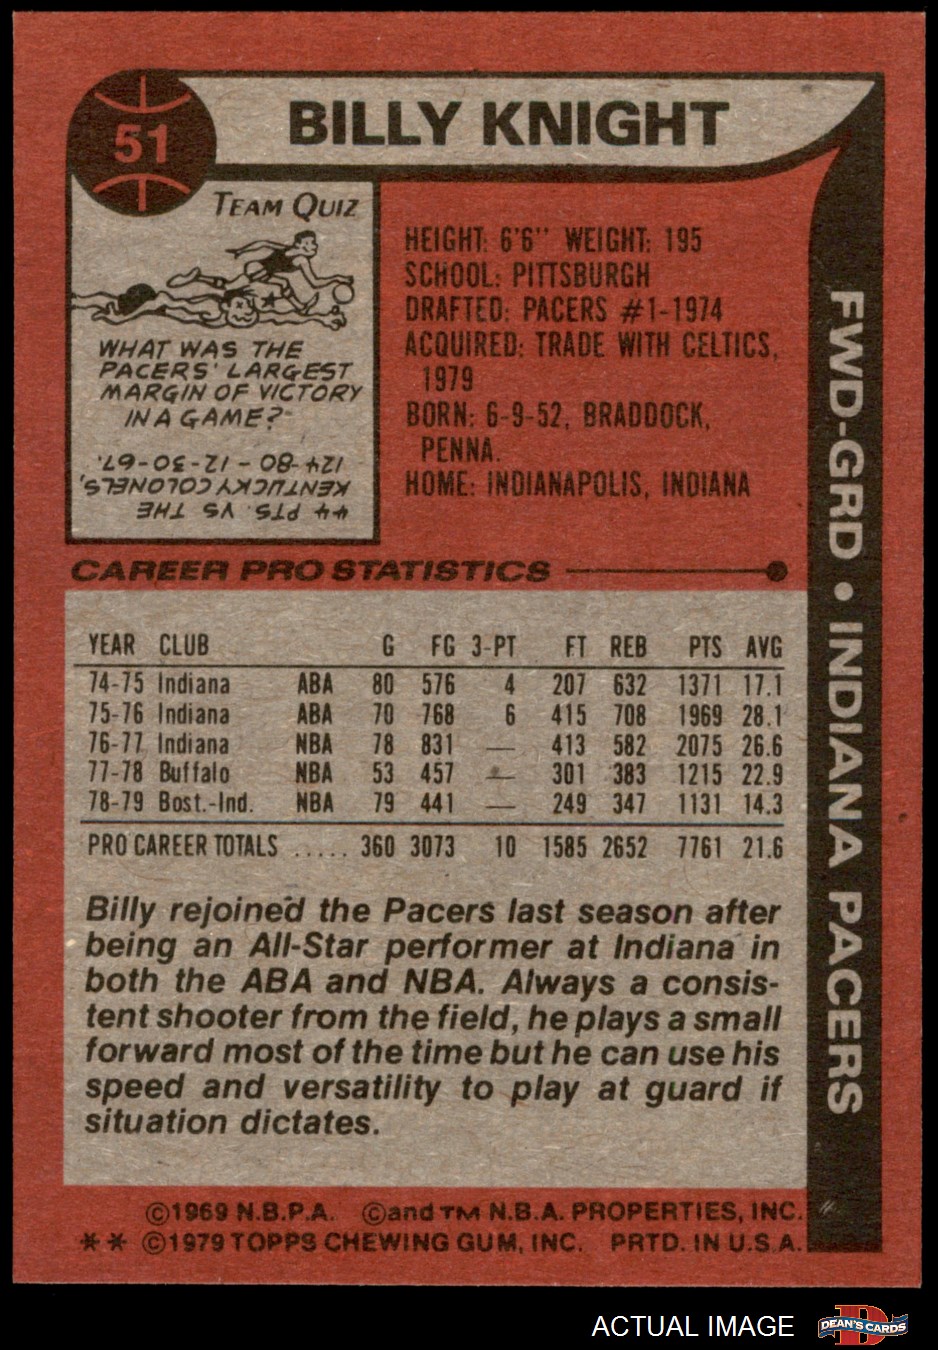 51
BILLY KNIGHT
TEAM QUIZ
WHAT WAS THE
PACERS' LARGEST
MARGIN OF VICTORY
IN A GAME?
44 PTS. VS THE
KENTUCKY COLONELS,
124-80 - 12-30-67.
HEIGHT: 6'6" WEIGHT: 195
SCHOOL: PITTSBURGH
DRAFTED: PACERS #1-1974
ACQUIRED: TRADE WITH CELTICS,
1979
BORN: 6-9-52, BRADDOCK,
PENNA.
HOME: INDIANAPOLIS, INDIANA
FWD-GRD • INDIANA PACERS
CAREER PRO STATISTICS
YEAR CLUB G FG 3-PT FT REB PTS AVG
74-75 Indiana ABA 80 576 4 207 632 1371 17.1
75-76 Indiana ABA 70 768 6 415 708 1969 28.1
76-77 Indiana NBA 78 831 — 413 582 2075 26.6
77-78 Buffalo NBA 53 457 — 301 383 1215 22.9
78-79 Bost.-Ind. NBA 79 441 — 249 347 1131 14.3
PRO CAREER TOTALS ..... 360 3073 10 1585 2652 7761 21.6
Billy rejoined the Pacers last season after
being an All-Star performer at Indiana in
both the ABA and NBA. Always a consis-
tent shooter from the field, he plays a small
forward most of the time but he can use his
speed and versatility to play at guard if
situation dictates.
©1969 N.B.P.A. ©and TM N.B.A. PROPERTIES, INC.
** ©1979 TOPPS CHEWING GUM, INC. PRTD. IN U.S.A.
ACTUAL IMAGE
D
DEAN'S CARDS